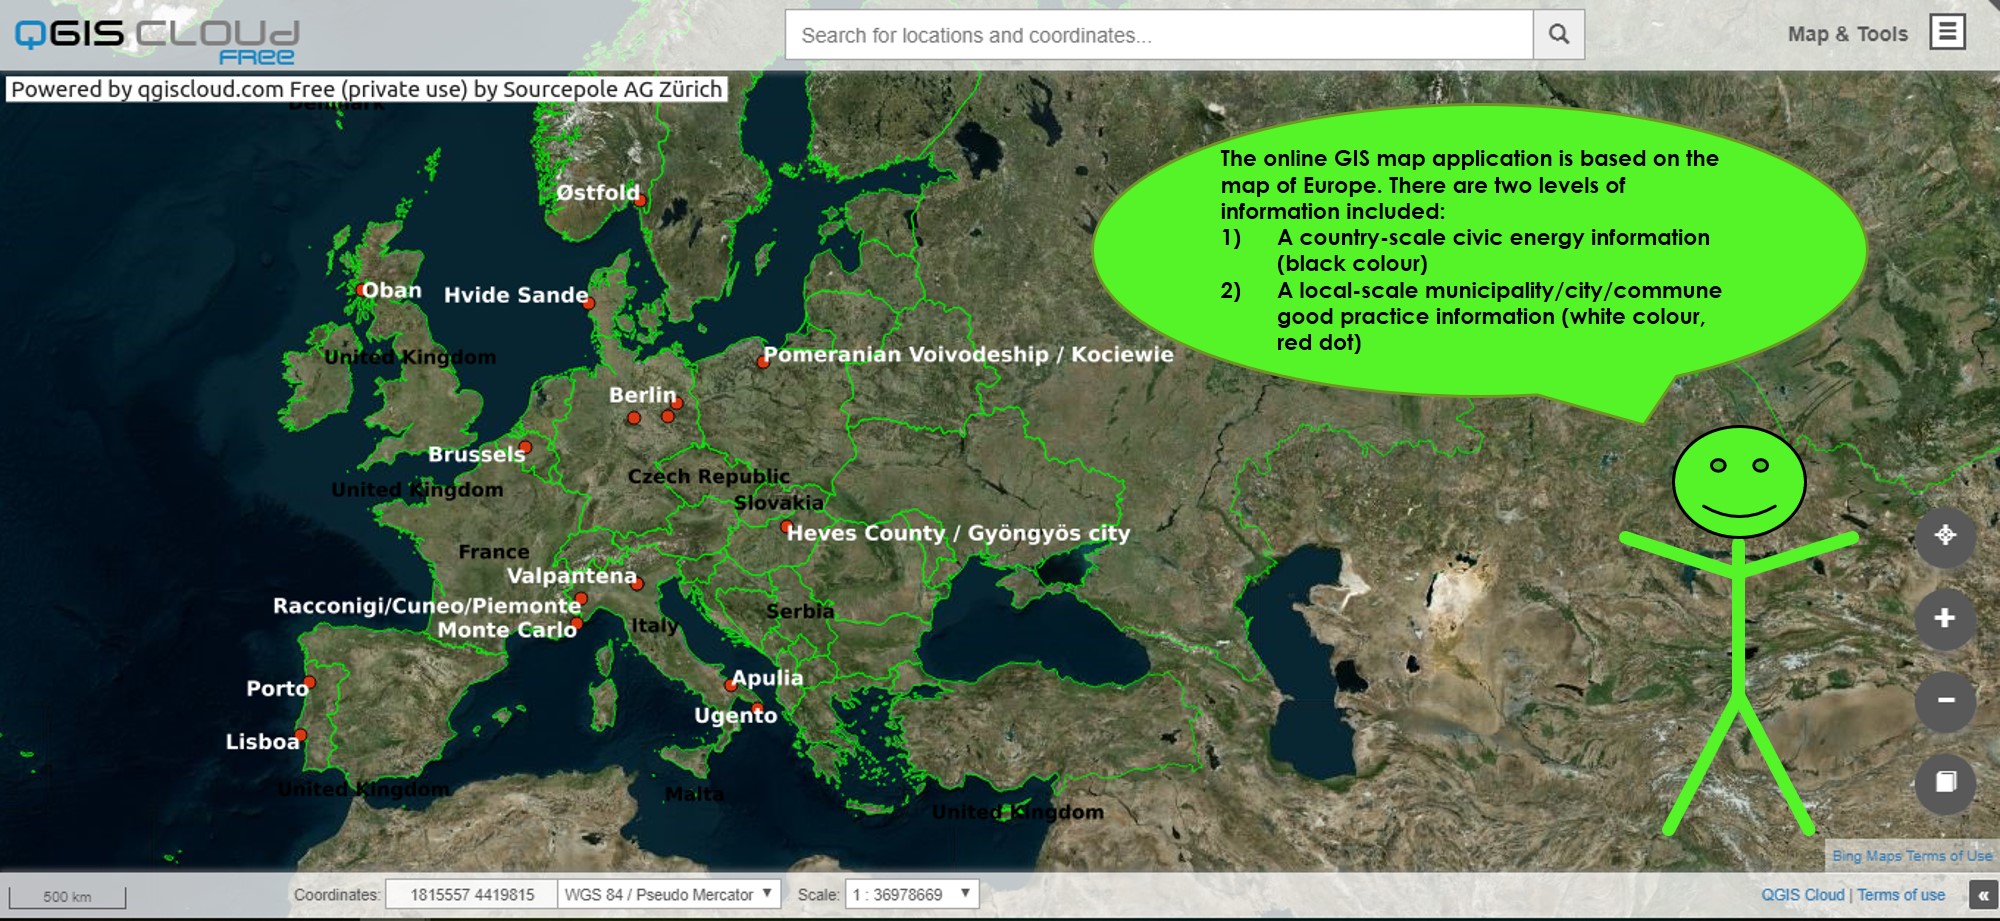 QGIS CLOUD
FREE
Search for locations and coordinates...
Map & Tools
Powered by qgiscloud.com Free (private use) by Sourcepole AG Zürich
Denmark
The online GIS map application is based on the
map of Europe. There are two levels of
information included:
1) A country-scale civic energy information
(black colour)
2) A local-scale municipality/city/commune
good practice information (white colour,
red dot)
Østfold
Oban
Hvide Sande
United Kingdom
Pomeranian Voivodeship / Kociewie
Berlin
Brussels
Czech Republic
United Kingdom
Slovakia
Heves County / Gyöngyös city
France
Valpantena
Racconigi/Cuneo/Piemonte
Serbia
Monte Carlo
Italy
Apulia
Porto
Ugento
Lisboa
United Kingdom
Malta
United Kingdom
Bing Maps Terms of Use
500 km
Coordinates: 1815557 4419815 WGS 84 / Pseudo Mercator Scale: 1 : 36978669
QGIS Cloud | Terms of use